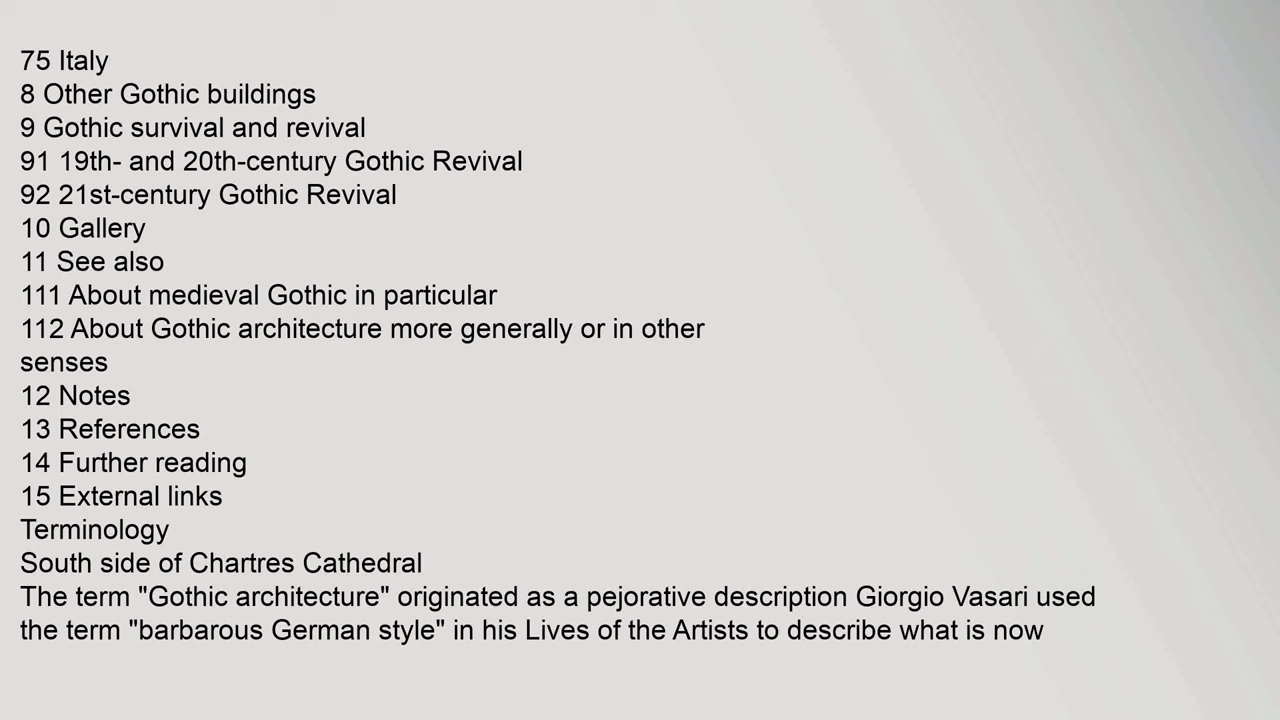 75 Italy
8 Other Gothic buildings
9 Gothic survival and revival
91 19th- and 20th-century Gothic Revival
92 21st-century Gothic Revival
10 Gallery
11 See also
111 About medieval Gothic in particular
112 About Gothic architecture more generally or in other
senses
12 Notes
13 References
14 Further reading
15 External links
Terminology
South side of Chartres Cathedral
The term "Gothic architecture" originated as a pejorative description Giorgio Vasari used
the term "barbarous German style" in his Lives of the Artists to describe what is now